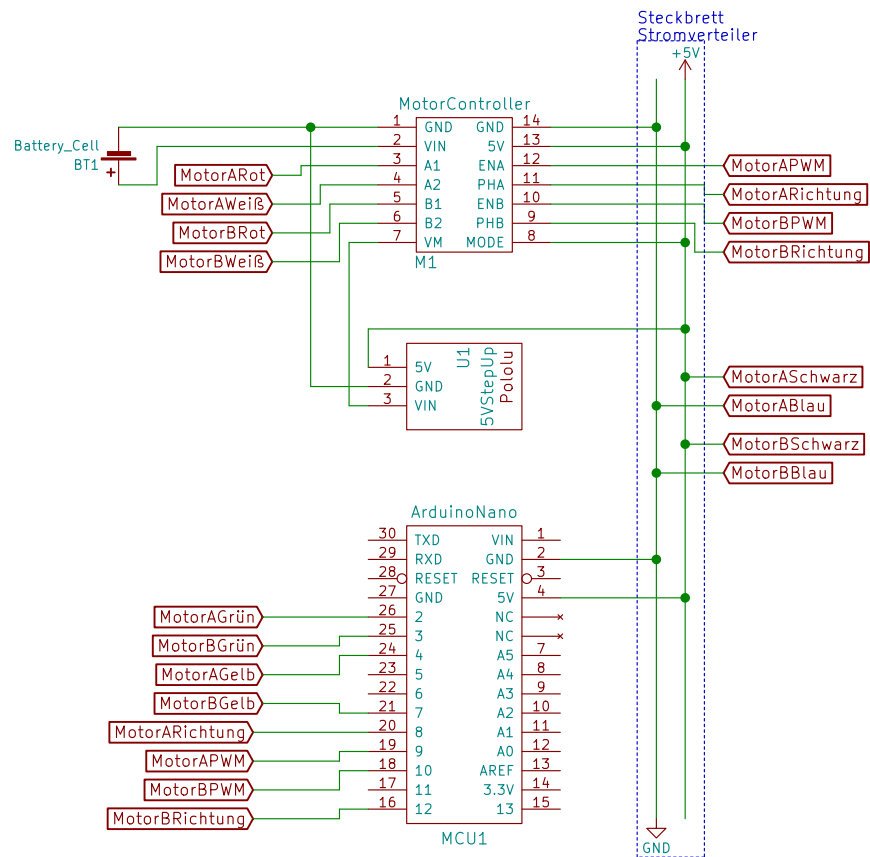 Steckbrett
Stromverteiler
+5V
MotorController
Battery_Cell
BT1
+
1 GND GND 14
2 VIN 5V 13
3 A1 ENA 12
4 A2 PHA 11
5 B1 ENB 10
6 B2 PHB 9
7 VM MODE 8
M1
MotorARot
MotorAWeiß
MotorBRot
MotorBWeiß
MotorAPWM
MotorARichtung
MotorBPWM
MotorBRichtung
1 5V
2 GND
3 VIN
U1
5VStepUp
Pololu
MotorASchwarz
MotorABlau
MotorBSchwarz
MotorBBlau
ArduinoNano
30 TXD VIN 1
29 RXD GND 2
28 RESET RESET 3
27 GND 5V 4
26 2 NC
25 3 NC
24 4 A5 7
23 5 A4 8
22 6 A3 9
21 7 A2 10
20 8 A1 11
19 9 A0 12
18 10 AREF 13
17 11 3.3V 14
16 12 13 15
MCU1
MotorAGrün
MotorBGrün
MotorAGelb
MotorBGelb
MotorARichtung
MotorAPWM
MotorBPWM
MotorBRichtung
GND